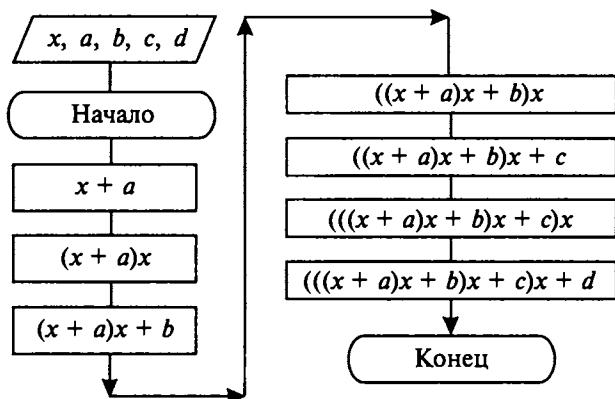 x, a, b, c, d
Начало
x + a
(x + a)x
(x + a)x + b
((x + a)x + b)x
((x + a)x + b)x + c
(((x + a)x + b)x + c)x
(((x + a)x + b)x + c)x + d
Конец